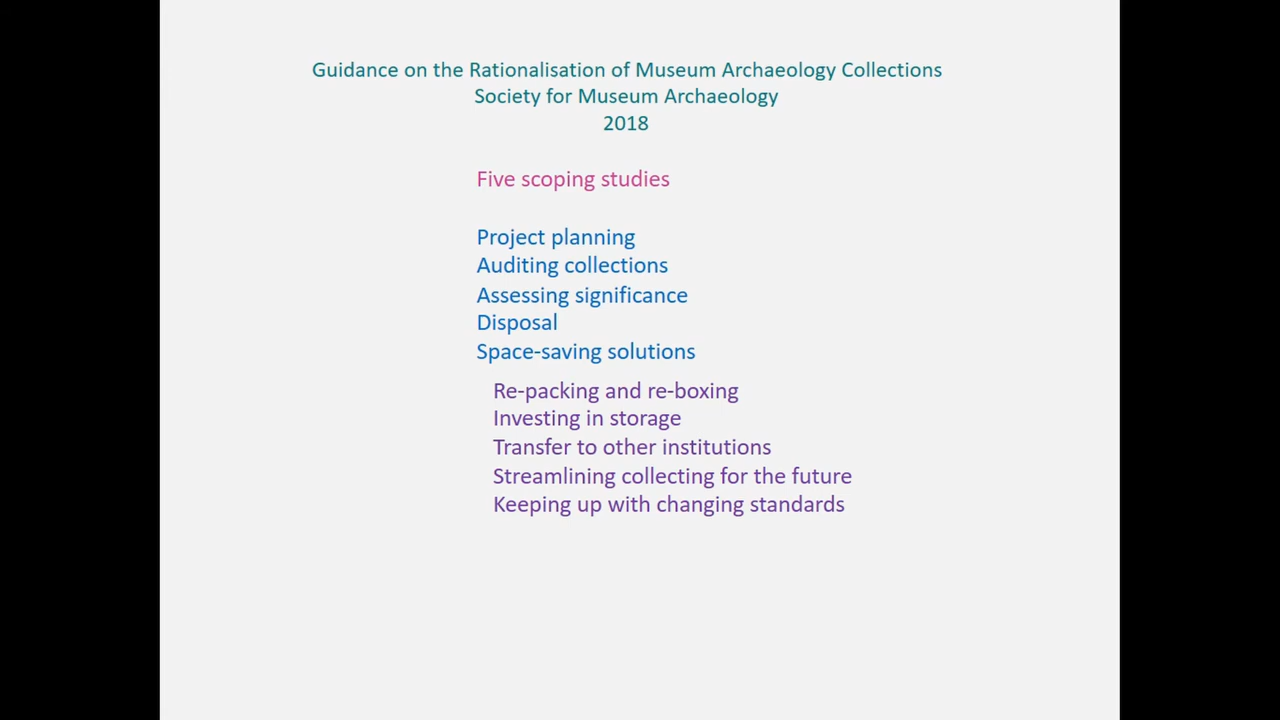 Guidance on the Rationalisation of Museum Archaeology Collections
Society for Museum Archaeology
2018
Five scoping studies
Project planning
Auditing collections
Assessing significance
Disposal
Space-saving solutions
Re-packing and re-boxing
Investing in storage
Transfer to other institutions
Streamlining collecting for the future
Keeping up with changing standards